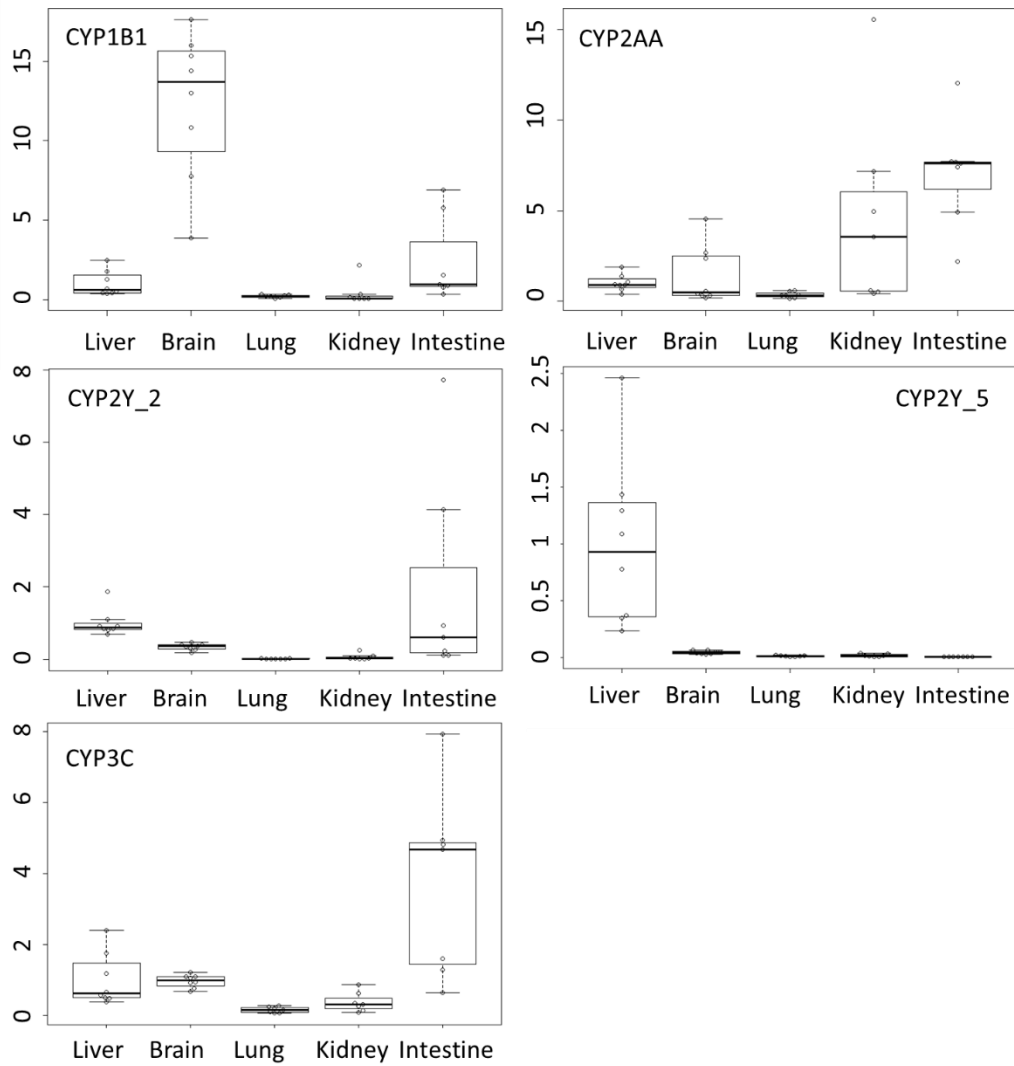 CYP1B1
15
10
5
0
Liver Brain Lung Kidney Intestine
CYP2AA
15
10
5
0
Liver Brain Lung Kidney Intestine
CYP2Y_2
8
6
4
2
0
Liver Brain Lung Kidney Intestine
CYP2Y_5
2.5
2
1.5
1
0.5
0
Liver Brain Lung Kidney Intestine
CYP3C
8
6
4
2
0
Liver Brain Lung Kidney Intestine